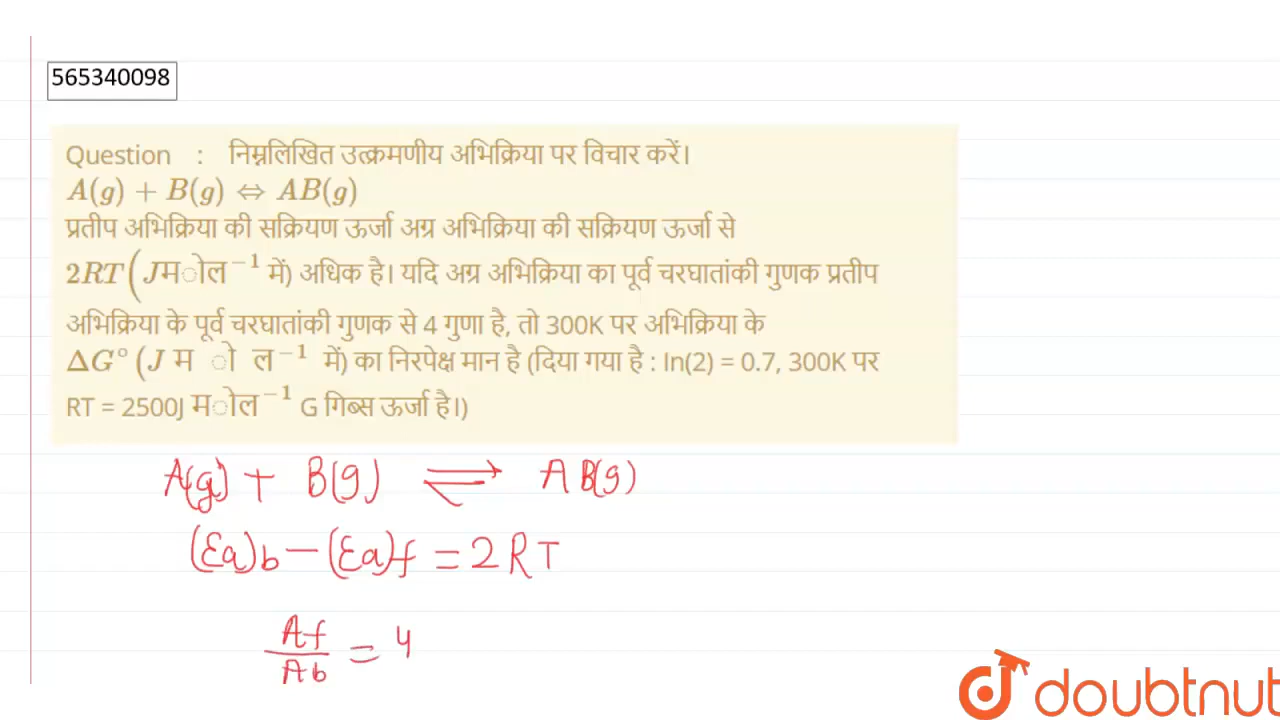 565340098
Question : निम्नलिखित उत्क्रमणीय अभिक्रिया पर विचार करें।
A(g) + B(g) ⇔ AB(g)
प्रतीप अभिक्रिया की सक्रियण ऊर्जा अग्र अभिक्रिया की सक्रियण ऊर्जा से
2RT (Jमोल⁻¹ में) अधिक है। यदि अग्र अभिक्रिया का पूर्व चरघातांकी गुणक प्रतीप
अभिक्रिया के पूर्व चरघातांकी गुणक से 4 गुणा है, तो 300K पर अभिक्रिया के
ΔG° (J म ो ल⁻¹ में) का निरपेक्ष मान है (दिया गया है : In(2) = 0.7, 300K पर
RT = 2500J मोल⁻¹ G गिब्स ऊर्जा है।)
A(g) + B(g) ⇌ AB(g)
(Ea)b − (Ea)f = 2RT
Af/Ab = 4
doubtnut